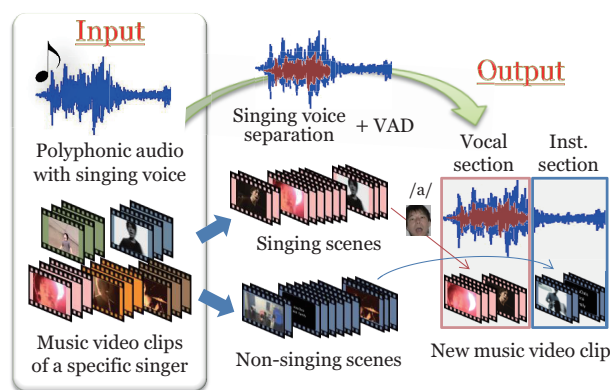 Input
Output
Singing voice
separation
+ VAD
Polyphonic audio
with singing voice
Vocal
section
Inst.
section
/a/
Singing scenes
Music video clips
of a specific singer
Non-singing scenes
New music video clip